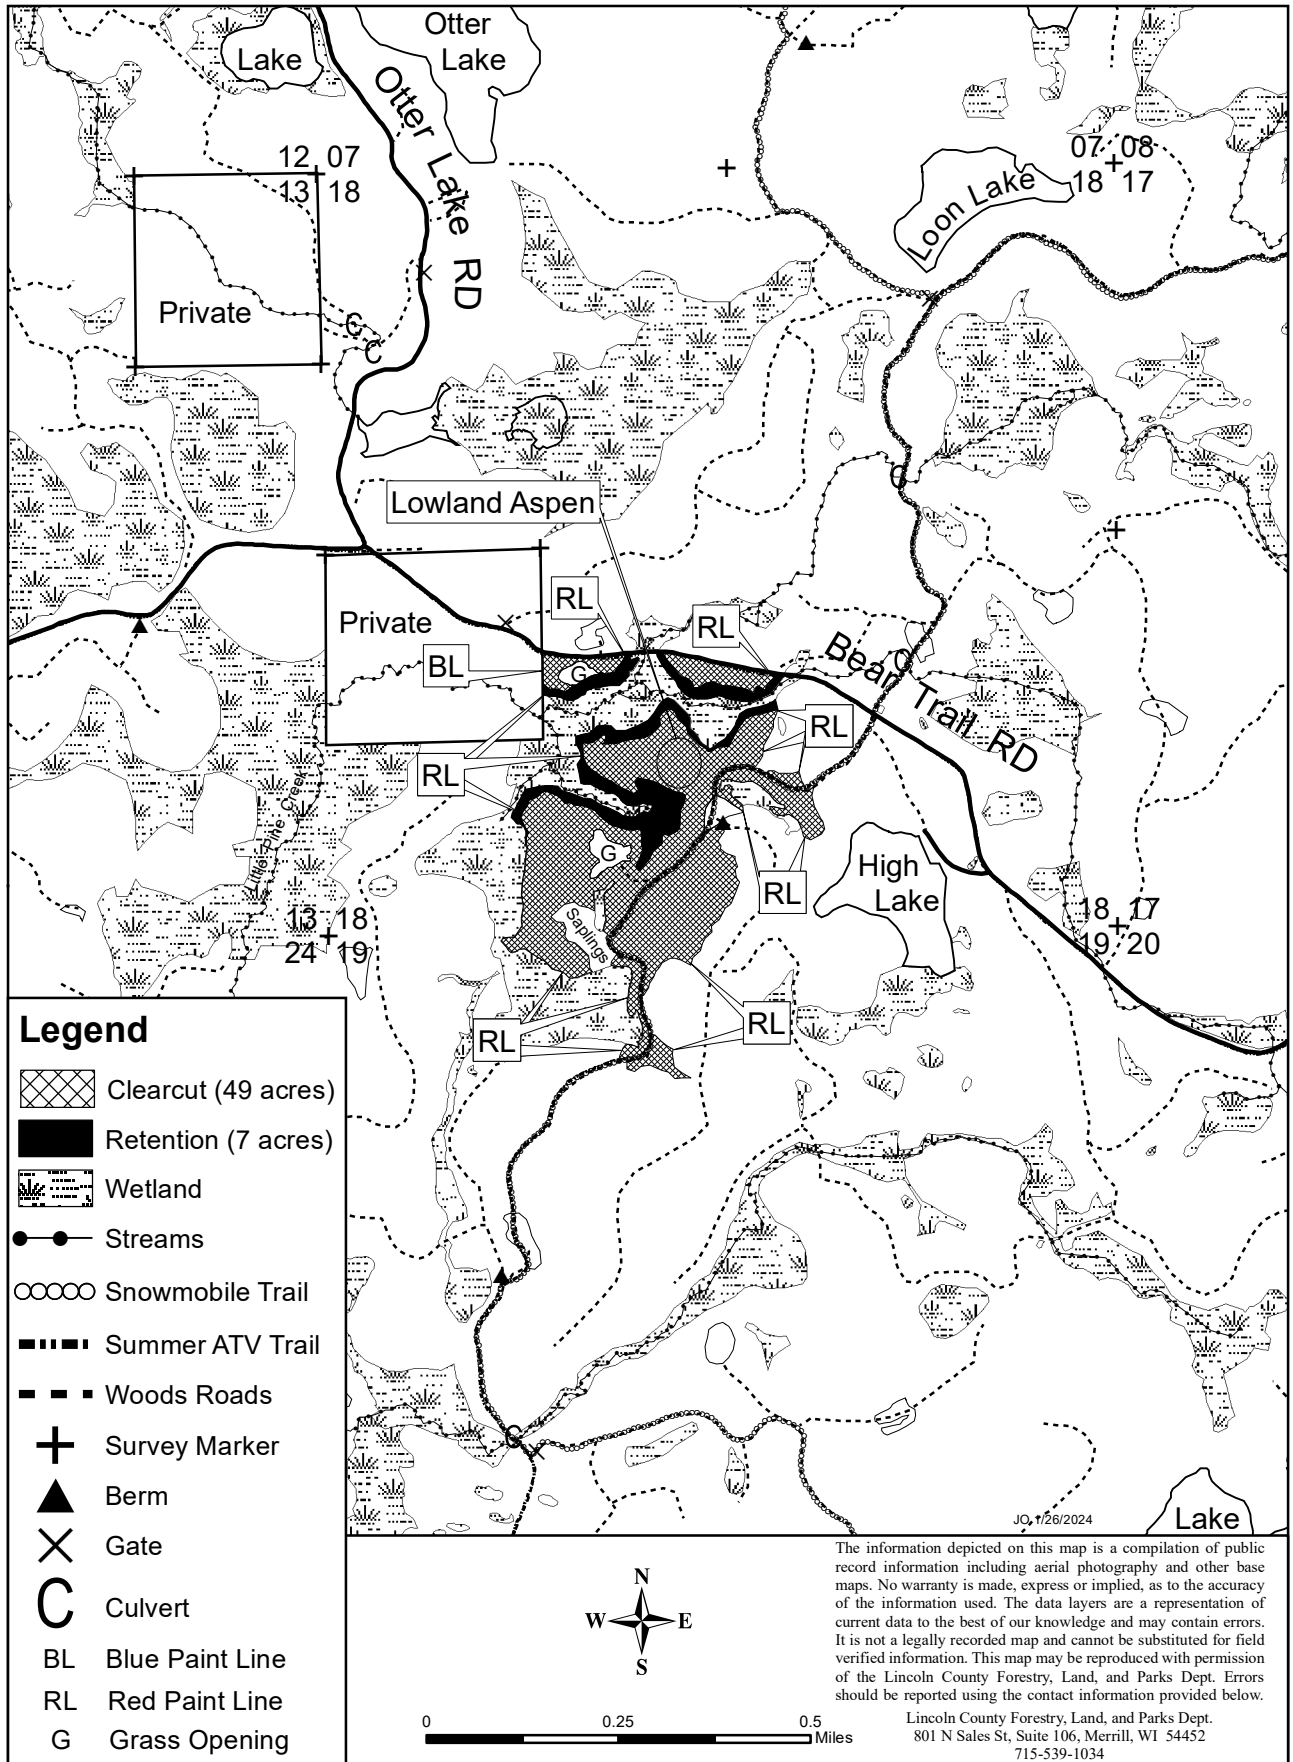 Otter
Lake
Lake
Otter Lake RD
12 07
13 18
07 08
18 17
Loon Lake
Private
C
C
C
Lowland Aspen
RL
Private
RL
BL
G
Bear Trail RD
C
RL
RL
Little Pine Creek
G
High
Lake
RL
13 18
24 19
Saplings
18 17
19 20
RL
RL
Legend
Clearcut (49 acres)
Retention (7 acres)
Wetland
Streams
Snowmobile Trail
Summer ATV Trail
Woods Roads
Survey Marker
Berm
Gate
C Culvert
BL Blue Paint Line
RL Red Paint Line
G Grass Opening
C
Lake
JO 1/26/2024
N
W E
S
0 0.25 0.5
Miles
The information depicted on this map is a compilation of public
record information including aerial photography and other base
maps. No warranty is made, express or implied, as to the accuracy
of the information used. The data layers are a representation of
current data to the best of our knowledge and may contain errors.
It is not a legally recorded map and cannot be substituted for field
verified information. This map may be reproduced with permission
of the Lincoln County Forestry, Land, and Parks Dept. Errors
should be reported using the contact information provided below.
Lincoln County Forestry, Land, and Parks Dept.
801 N Sales St, Suite 106, Merrill, WI 54452
715-539-1034